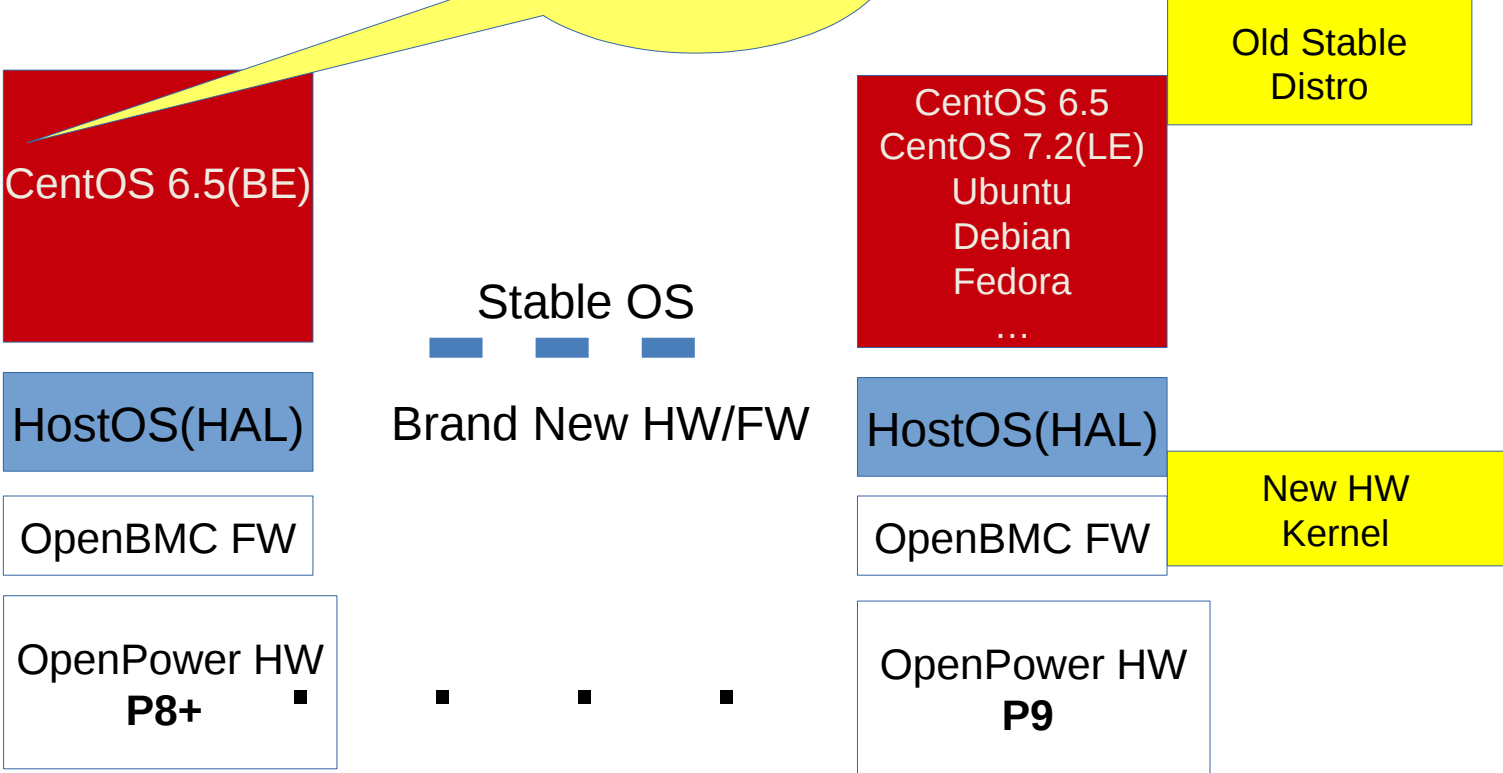 CentOS 6.5(BE)
HostOS(HAL)
OpenBMC FW
OpenPower HW
P8+
Stable OS
Brand New HW/FW
CentOS 6.5
CentOS 7.2(LE)
Ubuntu
Debian
Fedora
…
HostOS(HAL)
OpenBMC FW
OpenPower HW
P9
Old Stable
Distro
New HW
Kernel